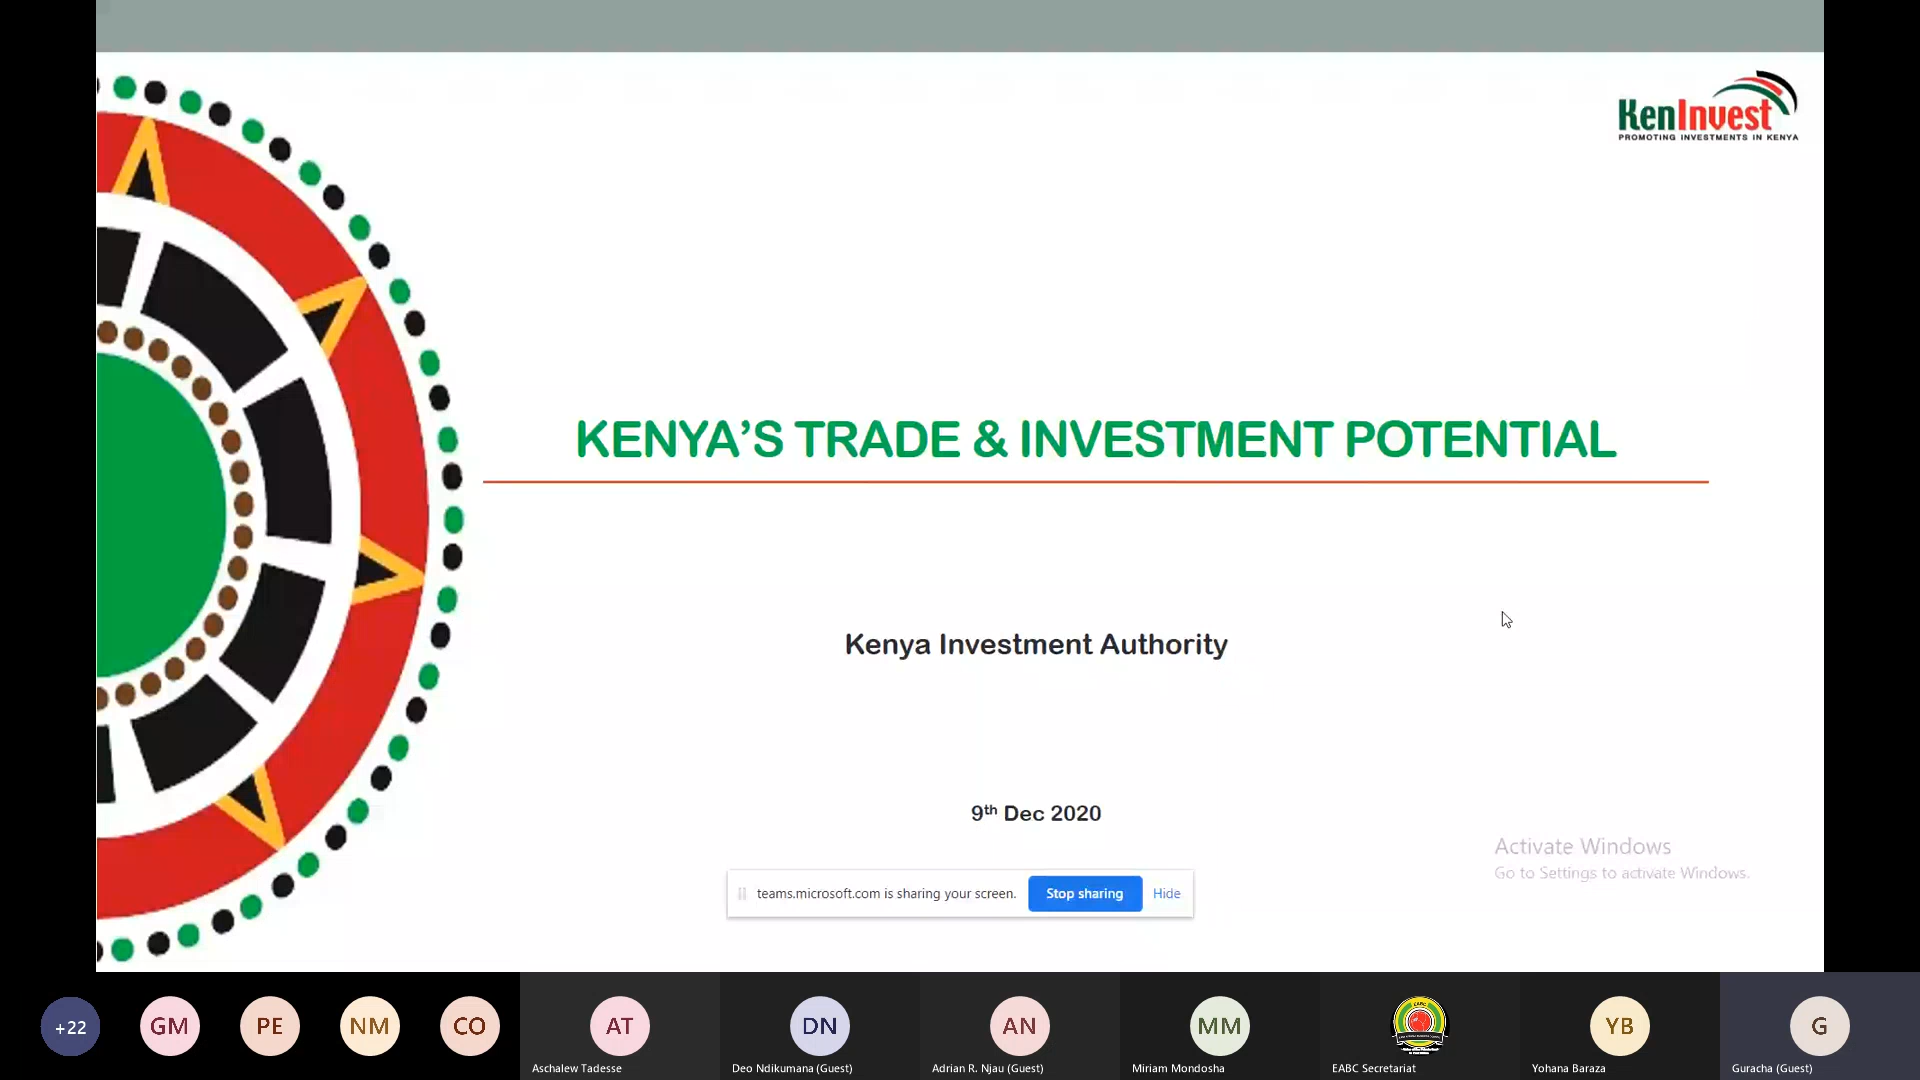 KenInvest
PROMOTING INVESTMENTS IN KENYA
KENYA’S TRADE & INVESTMENT POTENTIAL
Kenya Investment Authority
9th Dec 2020
Activate Windows
Go to Settings to activate Windows.
teams.microsoft.com is sharing your screen. Stop sharing Hide
+22 GM PE NM CO AT DN AN MM YB G
Aschalew Tadesse Deo Ndikumana (Guest) Adrian R. Njau (Guest) Miriam Mondosha EABC Secretariat Yohana Baraza Guracha (Guest)